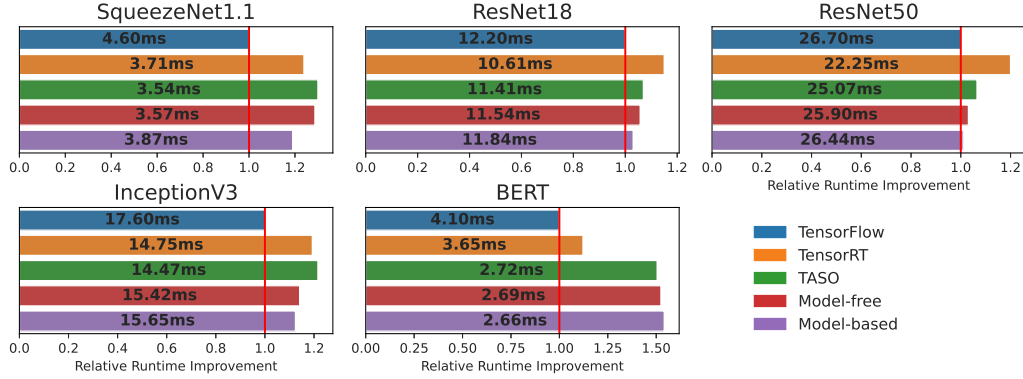 SqueezeNet1.1
4.60ms
3.71ms
3.54ms
3.57ms
3.87ms
0.0 0.2 0.4 0.6 0.8 1.0 1.2
ResNet18
12.20ms
10.61ms
11.41ms
11.54ms
11.84ms
0.0 0.2 0.4 0.6 0.8 1.0 1.2
ResNet50
26.70ms
22.25ms
25.07ms
25.90ms
26.44ms
0.0 0.2 0.4 0.6 0.8 1.0 1.2
Relative Runtime Improvement
InceptionV3
17.60ms
14.75ms
14.47ms
15.42ms
15.65ms
0.0 0.2 0.4 0.6 0.8 1.0 1.2
Relative Runtime Improvement
BERT
4.10ms
3.65ms
2.72ms
2.69ms
2.66ms
0.00 0.25 0.50 0.75 1.00 1.25 1.50
Relative Runtime Improvement
TensorFlow
TensorRT
TASO
Model-free
Model-based